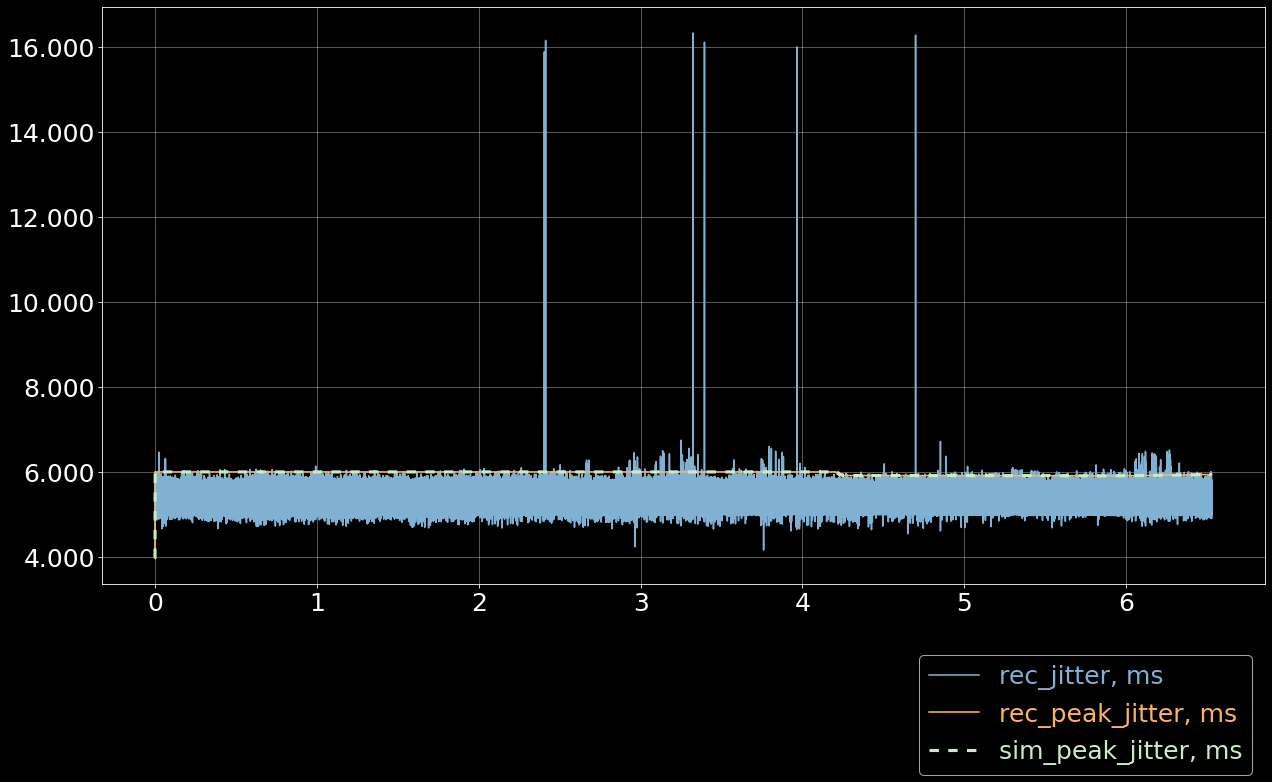 16.000
14.000
12.000
10.000
8.000
6.000
4.000
0 1 2 3 4 5 6
rec_jitter, ms
rec_peak_jitter, ms
sim_peak_jitter, ms